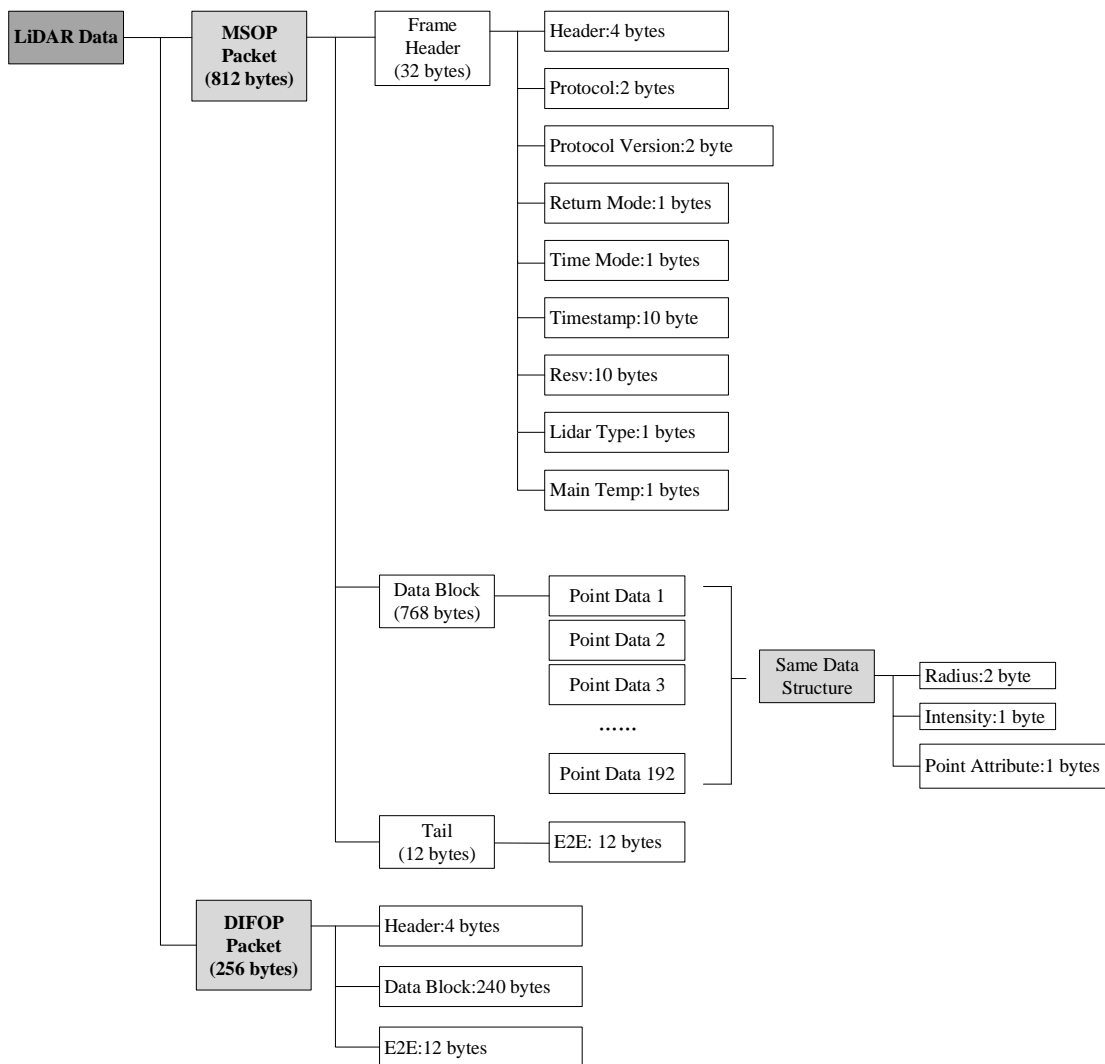 LiDAR Data
MSOP
Packet
(812 bytes)
Frame
Header
(32 bytes)
Header:4 bytes
Protocol:2 bytes
Protocol Version:2 byte
Return Mode:1 bytes
Time Mode:1 bytes
Timestamp:10 byte
Resv:10 bytes
Lidar Type:1 bytes
Main Temp:1 bytes
Data Block
(768 bytes)
Point Data 1
Point Data 2
Point Data 3
……
Point Data 192
Same Data
Structure
Radius:2 byte
Intensity:1 byte
Point Attribute:1 bytes
Tail
(12 bytes)
E2E: 12 bytes
DIFOP
Packet
(256 bytes)
Header:4 bytes
Data Block:240 bytes
E2E:12 bytes